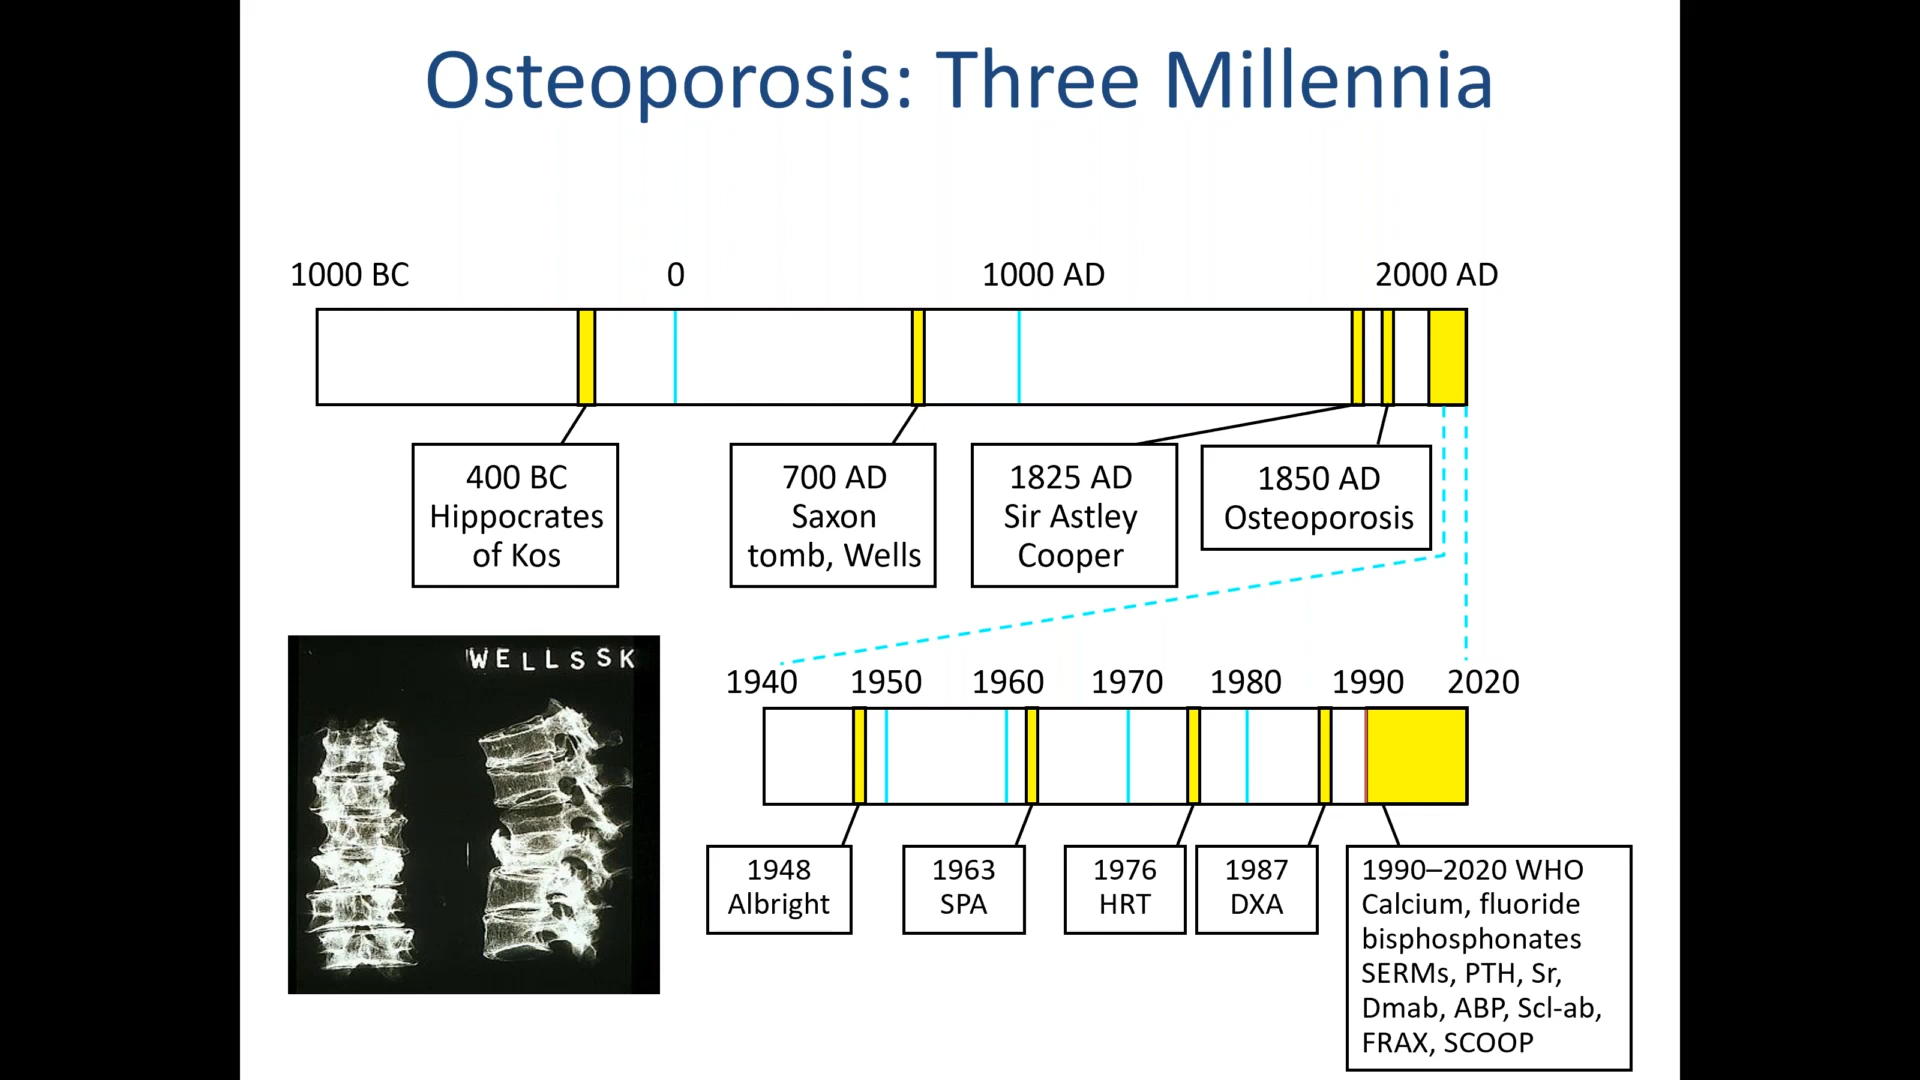 Osteoporosis: Three Millennia
1000 BC
0
1000 AD
2000 AD
400 BC
Hippocrates
of Kos
700 AD
Saxon
tomb, Wells
1825 AD
Sir Astley
Cooper
1850 AD
Osteoporosis
WELLS SK
1940
1950
1960
1970
1980
1990
2020
1948
Albright
1963
SPA
1976
HRT
1987
DXA
1990–2020 WHO
Calcium, fluoride
bisphosphonates
SERMs, PTH, Sr,
Dmab, ABP, Scl-ab,
FRAX, SCOOP